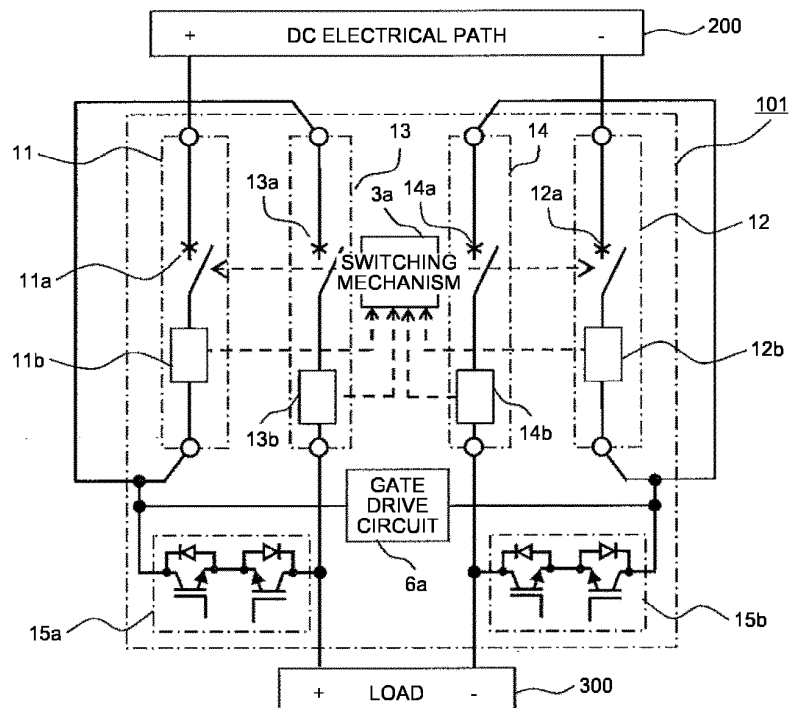 + DC ELECTRICAL PATH -
200
101
11
13
14
13a
3a
14a
12a
12
11a
SWITCHING
MECHANISM
11b
12b
13b
14b
GATE
DRIVE
CIRCUIT
6a
15a
15b
+ LOAD -
300